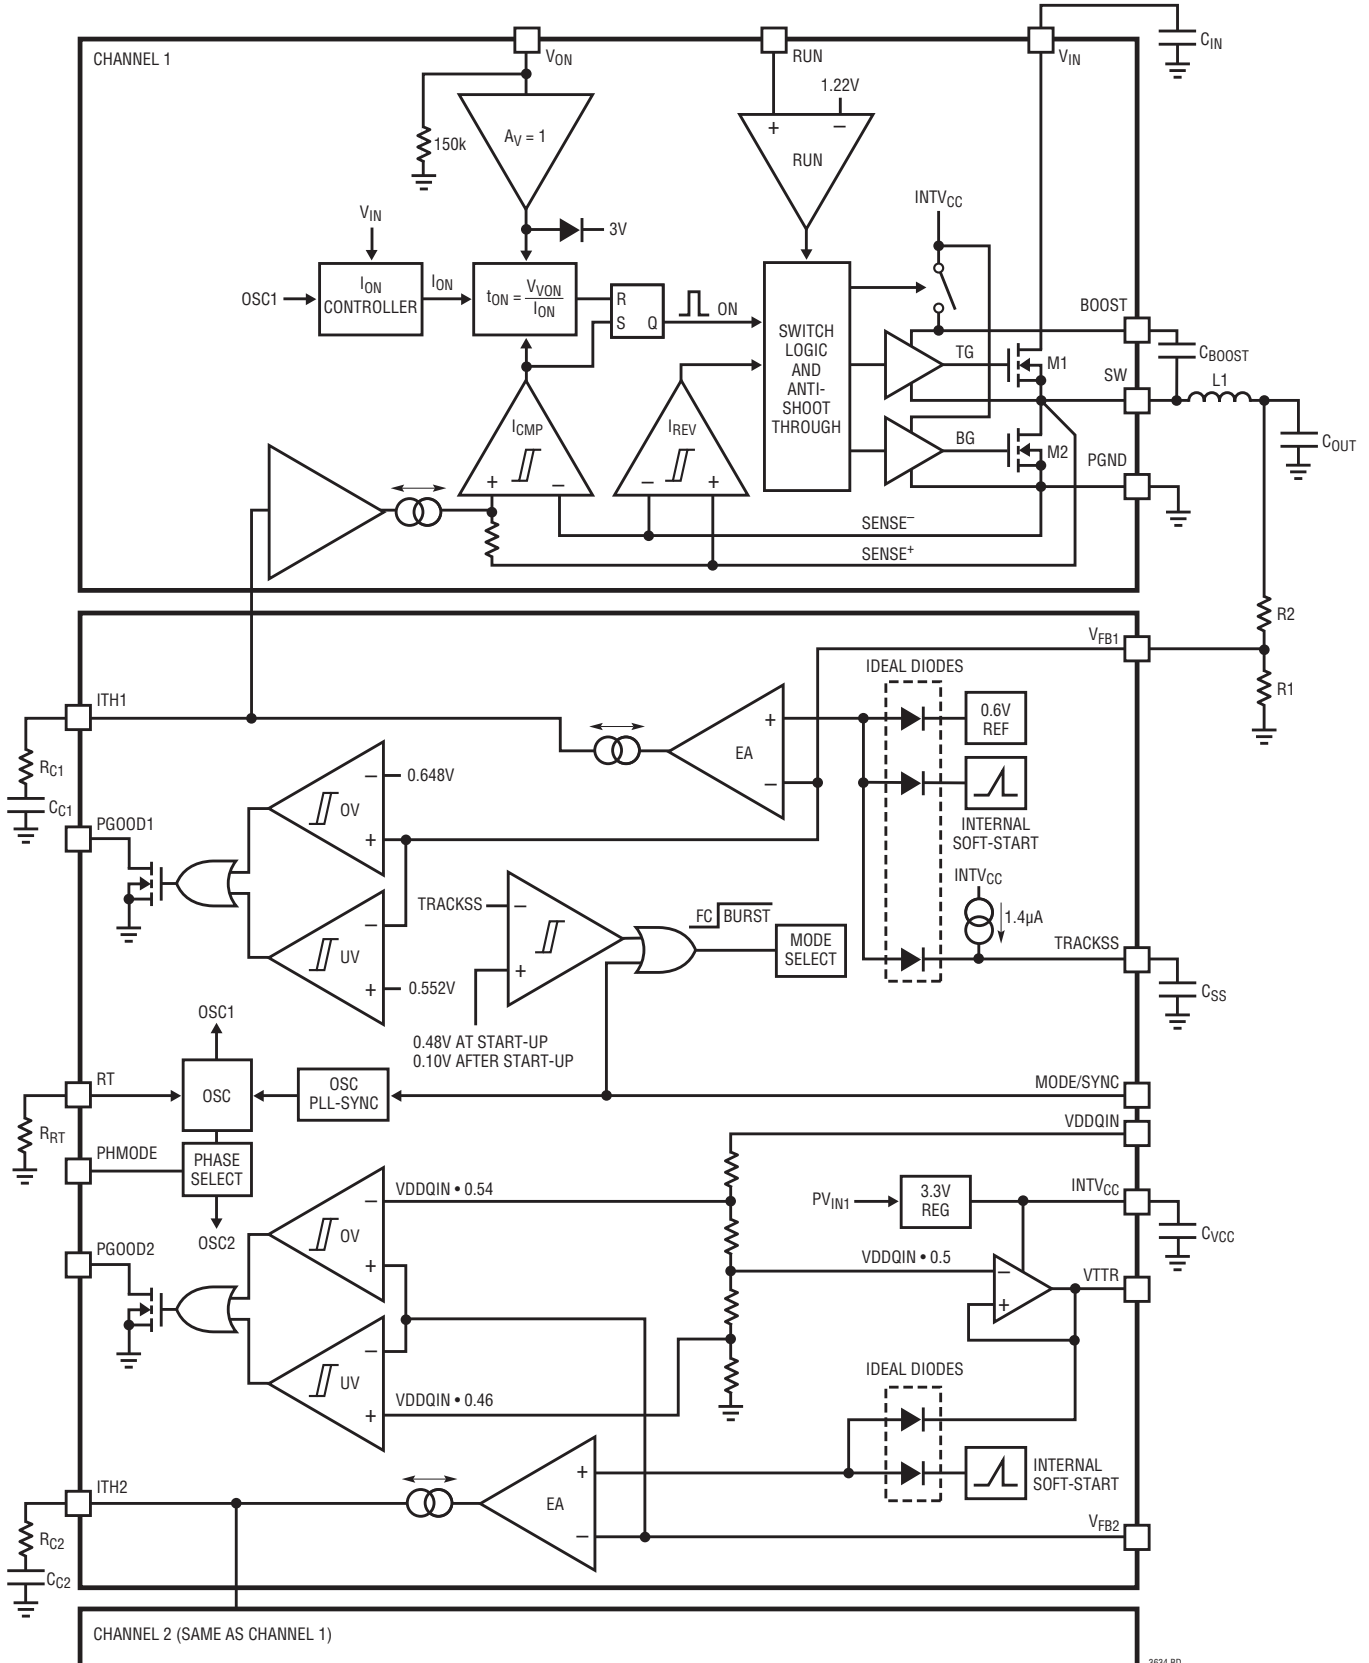 CHANNEL 1
VON
RUN
VIN
CIN
1.22V
+
−
RUN
150k
AV = 1
VIN
3V
INTVCC
OSC1
ION
CONTROLLER
ION
tON = VVON
ION
R
S Q
ON
SWITCH
LOGIC
AND
ANTI-
SHOOT
THROUGH
BOOST
CBOOST
TG
M1
SW
L1
COUT
BG
M2
PGND
ICMP
+ −
IREV
− +
SENSE−
SENSE+
R2
VFB1
R1
IDEAL DIODES
0.6V
REF
INTERNAL
SOFT-START
ITH1
RC1
CC1
EA
+
−
− 0.648V
OV
+
PGOOD1
−
UV
+ 0.552V
TRACKSS
−
+
0.48V AT START-UP
0.10V AFTER START-UP
FC BURST
MODE
SELECT
INTVCC
1.4µA
TRACKSS
CSS
OSC1
RT
RRT
OSC
OSC
PLL-SYNC
MODE/SYNC
VDDQIN
PHMODE
PHASE
SELECT
OSC2
PVIN1
3.3V
REG
INTVCC
CVCC
VDDQIN • 0.54
−
OV
+
PGOOD2
VDDQIN • 0.5
−
+
VTTR
−
UV
+
VDDQIN • 0.46
IDEAL DIODES
INTERNAL
SOFT-START
ITH2
RC2
CC2
EA
+
−
VFB2
CHANNEL 2 (SAME AS CHANNEL 1)
3634 BD